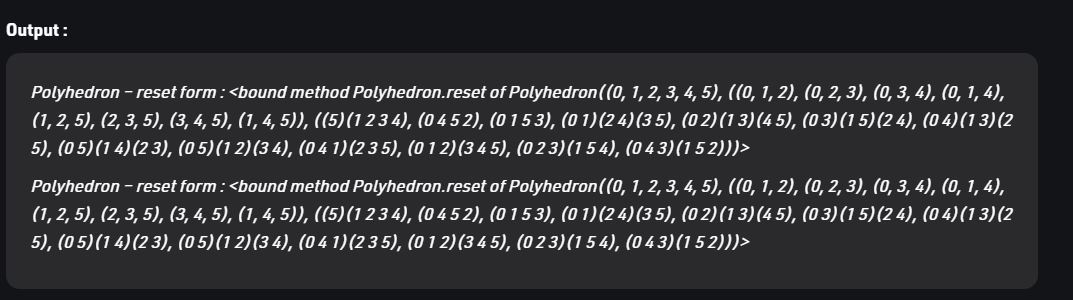 Output :
Polyhedron – reset form : <bound method Polyhedron.reset of Polyhedron((0, 1, 2, 3, 4, 5), ((0, 1, 2), (0, 2, 3), (0, 3, 4), (0, 1, 4),
(1, 2, 5), (2, 3, 5), (3, 4, 5), (1, 4, 5)), ((5)(1 2 3 4), (0 4 5 2), (0 1 5 3), (0 1)(2 4)(3 5), (0 2)(1 3)(4 5), (0 3)(1 5)(2 4), (0 4)(1 3)(2
5), (0 5)(1 4)(2 3), (0 5)(1 2)(3 4), (0 4 1)(2 3 5), (0 1 2)(3 4 5), (0 2 3)(1 5 4), (0 4 3)(1 5 2)))>
Polyhedron – reset form : <bound method Polyhedron.reset of Polyhedron((0, 1, 2, 3, 4, 5), ((0, 1, 2), (0, 2, 3), (0, 3, 4), (0, 1, 4),
(1, 2, 5), (2, 3, 5), (3, 4, 5), (1, 4, 5)), ((5)(1 2 3 4), (0 4 5 2), (0 1 5 3), (0 1)(2 4)(3 5), (0 2)(1 3)(4 5), (0 3)(1 5)(2 4), (0 4)(1 3)(2
5), (0 5)(1 4)(2 3), (0 5)(1 2)(3 4), (0 4 1)(2 3 5), (0 1 2)(3 4 5), (0 2 3)(1 5 4), (0 4 3)(1 5 2)))>